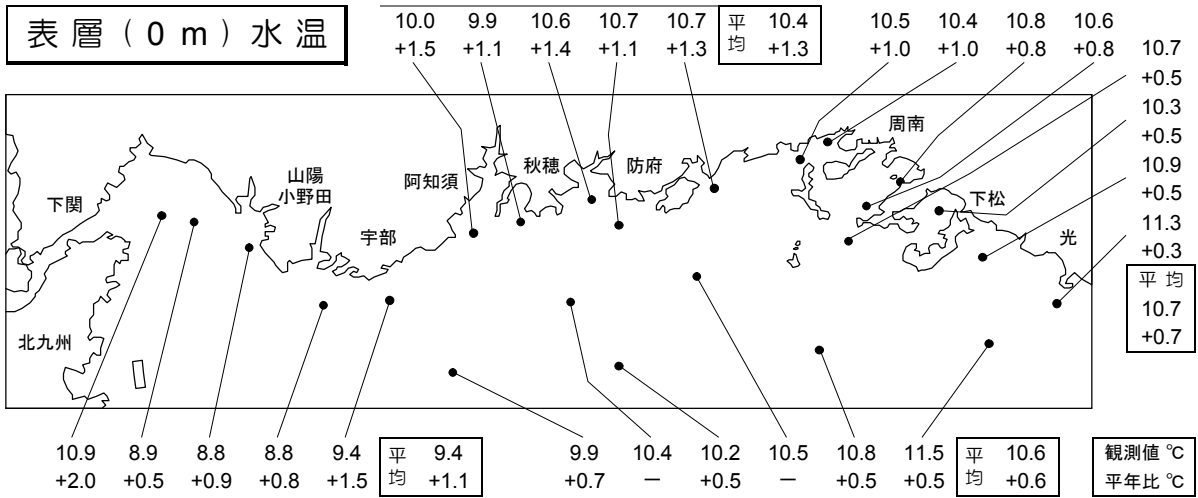 表層（0 m）水温
10.0 9.9 10.6 10.7 10.7 平均 10.4
+1.5 +1.1 +1.4 +1.1 +1.3 +1.3
10.5 10.4 10.8 10.6
+1.0 +1.0 +0.8 +0.8
10.7
+0.5
10.3
+0.5
10.9
+0.5
11.3
+0.3
平均
10.7
+0.7
周南
秋穂
防府
山陽
小野田
阿知須
下関
下松
宇部
光
北九州
10.9 8.9 8.8 8.8 9.4 平均 9.4
+2.0 +0.5 +0.9 +0.8 +1.5 +1.1
9.9 10.4 10.2 10.5 10.8 11.5 平均 10.6
+0.7 － +0.5 － +0.5 +0.5 +0.6
観測値 ℃
平年比 ℃